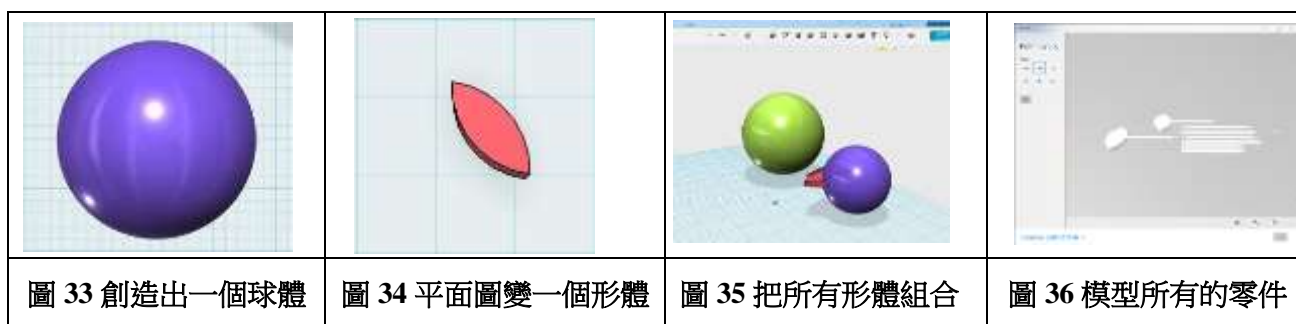 圖 33 創造出一個球體
圖 34 平面圖變一個形體
圖 35 把所有形體組合
圖 36 模型所有的零件